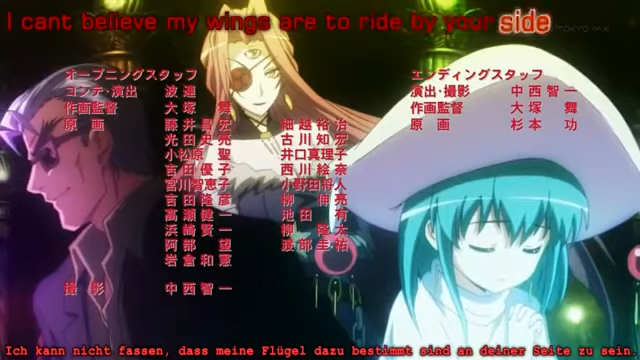 I cant believe my wings are to ride by your side
TOKYO MX
オープニングスタッフ
コンテ・演出 波連
作画監督 大塚 舞
原 画 藤井昌宏
光田史亮
小松原 聖
吉田優子
宮川智恵子
吉田隆彦
高瀬健一
浜崎賢一
阿部 望
岩倉和憲
畑越裕治
古川知宏
井口真理子
西川絵奈
小野田将人
柳 伸亮
池田 有
柳 隆太
渡部圭祐
撮 影 中西智一
エンディングスタッフ
演出・撮影 中西智一
作画監督 大塚 舞
原 画 杉本 功
Ich kann nicht fassen, dass meine Flügel dazu bestimmt sind an deiner Seite zu sein